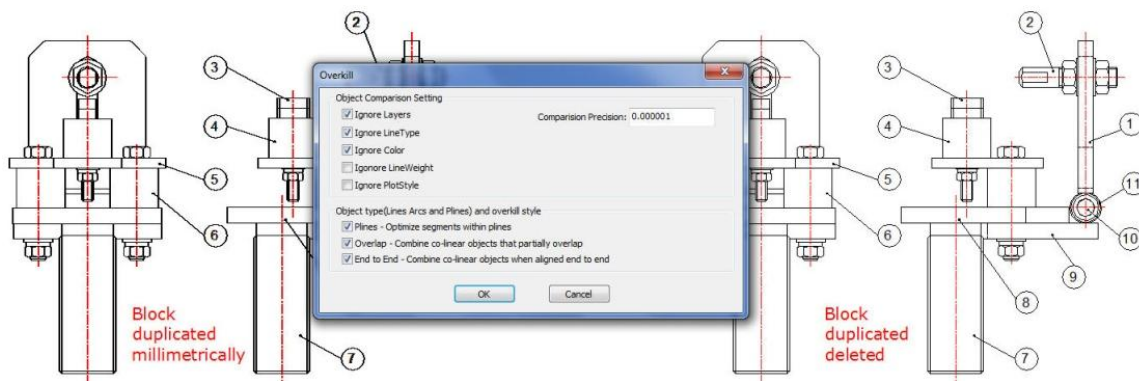 2
3
4
5
6
7
Block
duplicated
millimetrically
Overkill
Object Comparison Setting
Ignore Layers
Comparision Precision: 0.000001
Ignore LineType
Ignore Color
Igonore LineWeight
Ignore PlotStyle
Object type(Lines Arcs and Plines) and overkill style
Plines - Optimize segments within plines
Overlap - Combine co-linear objects that partially overlap
End to End - Combine co-linear objects when aligned end to end
OK Cancel
5
6
2
3
4
1
11
10
9
8
7
Block
duplicated
deleted